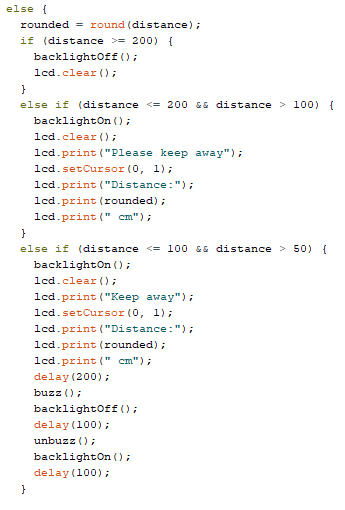 else {
  rounded = round(distance);
  if (distance >= 200) {
    backlightOff();
    lcd.clear();
  }
  else if (distance <= 200 && distance > 100) {
    backlightOn();
    lcd.clear();
    lcd.print("Please keep away");
    lcd.setCursor(0, 1);
    lcd.print("Distance:");
    lcd.print(rounded);
    lcd.print(" cm");
  }
  else if (distance <= 100 && distance > 50) {
    backlightOn();
    lcd.clear();
    lcd.print("Keep away");
    lcd.setCursor(0, 1);
    lcd.print("Distance:");
    lcd.print(rounded);
    lcd.print(" cm");
    delay(200);
    buzz();
    backlightOff();
    delay(100);
    unbuzz();
    backlightOn();
    delay(100);
  }